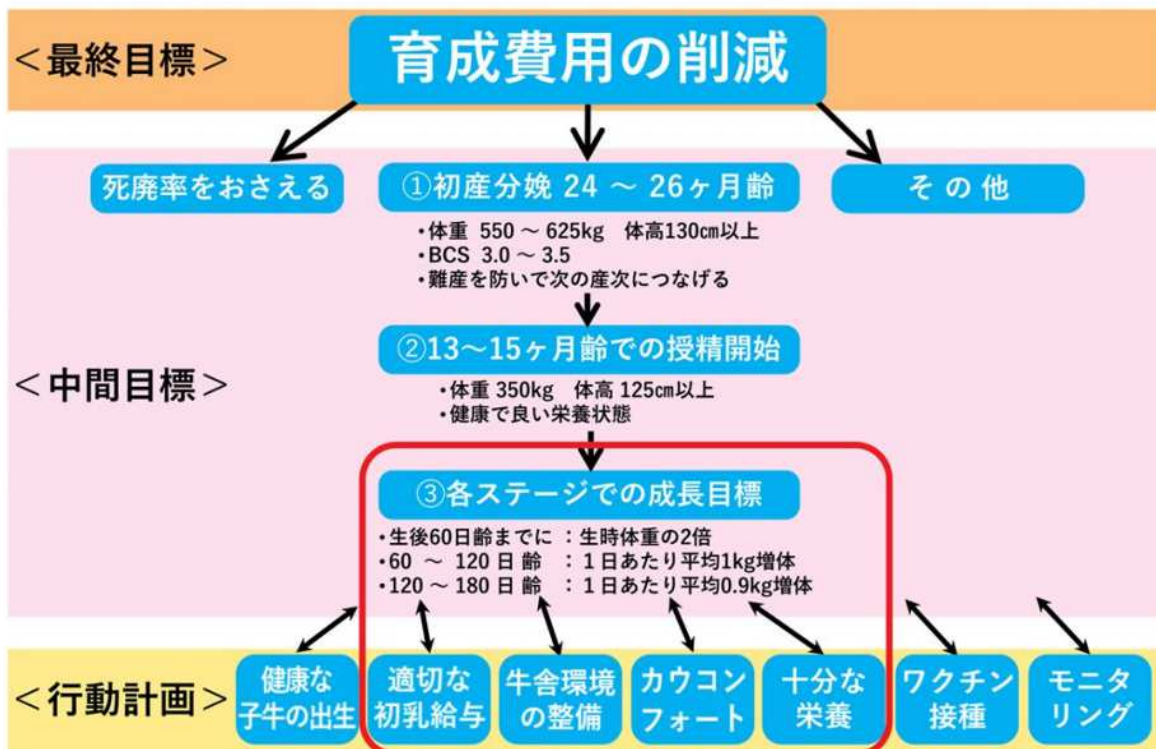 ＜最終目標＞
育成費用の削減
死廃率をおさえる
①初産分娩 24 ～ 26ヶ月齢
その他
・体重 550 ～ 625kg 体高130㎝以上
・BCS 3.0 ～ 3.5
・難産を防いで次の産次につなげる
＜中間目標＞
②13～15ヶ月齢での授精開始
・体重 350kg 体高 125㎝以上
・健康で良い栄養状態
③各ステージでの成長目標
・生後60日齢までに ：生時体重の2倍
・60 ～ 120 日 齢 ：１日あたり平均1kg増体
・120 ～ 180 日 齢 ：１日あたり平均0.9kg増体
＜行動計画＞
健康な
子牛の出生
適切な
初乳給与
牛舎環境
の整備
カウコン
フォート
十分な
栄養
ワクチン
接種
モニタ
リング